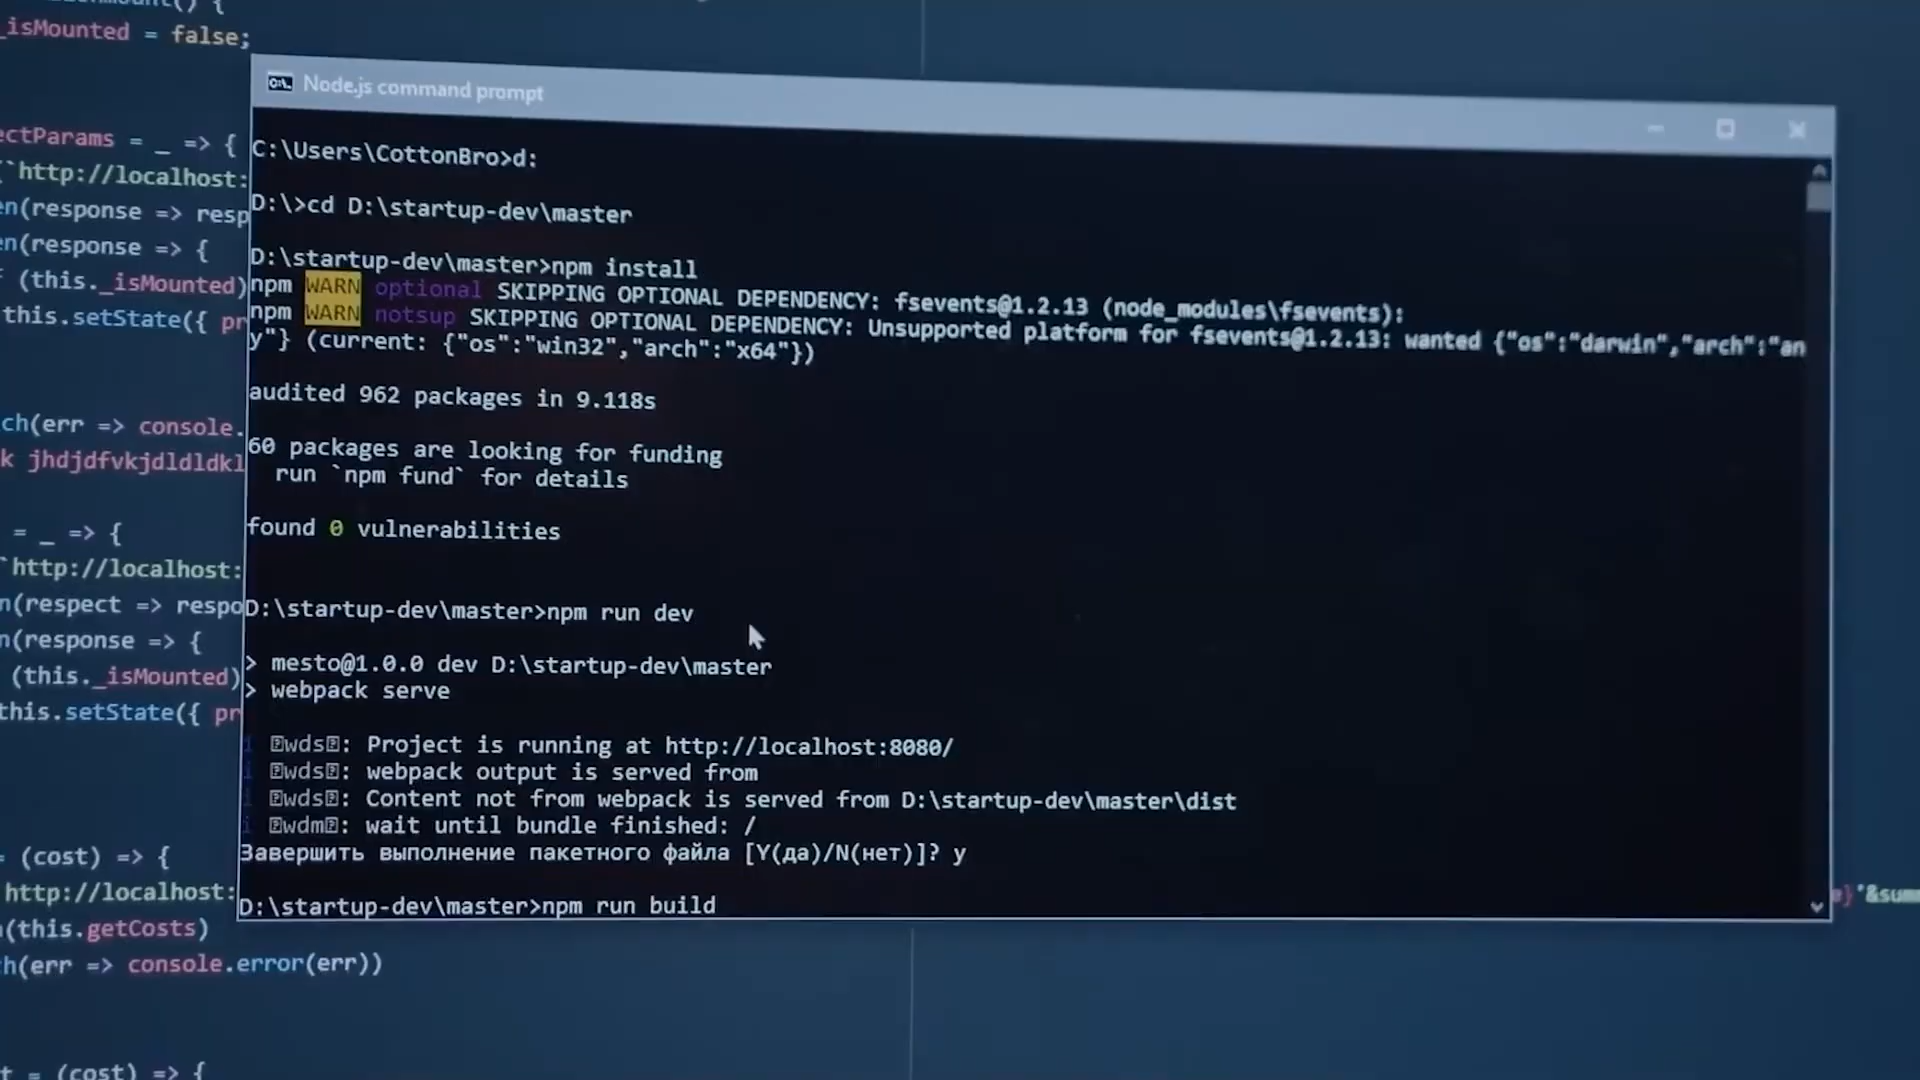 _isMounted = false;
Node.js command prompt
ectParams = _ => {
(`http://localhost:
en(response => resp
en(response => {
(this._isMounted)
this.setState({ pr
ch(err => console.
k jhdjdfvkjdldldkl
= _ => {
`http://localhost:
n(respect => respo
n(response => {
(this._isMounted)
this.setState({ pr
= (cost) => {
http://localhost:
(this.getCosts)
ch(err => console.error(err))
= (cost) => {
C:\Users\CottonBro>d:
D:\>cd D:\startup-dev\master
D:\startup-dev\master>npm install
npm WARN optional SKIPPING OPTIONAL DEPENDENCY: fsevents@1.2.13 (node_modules\fsevents):
npm WARN notsup SKIPPING OPTIONAL DEPENDENCY: Unsupported platform for fsevents@1.2.13: wanted {"os":"darwin","arch":"an
y"} (current: {"os":"win32","arch":"x64"})
audited 962 packages in 9.118s
60 packages are looking for funding
run `npm fund` for details
found 0 vulnerabilities
D:\startup-dev\master>npm run dev
> mesto@1.0.0 dev D:\startup-dev\master
> webpack serve
i ⍰wds⍰: Project is running at http://localhost:8080/
i ⍰wds⍰: webpack output is served from
i ⍰wds⍰: Content not from webpack is served from D:\startup-dev\master\dist
i ⍰wdm⍰: wait until bundle finished: /
Завершить выполнение пакетного файла [Y(да)/N(нет)]? y
D:\startup-dev\master>npm run build
}`&sum